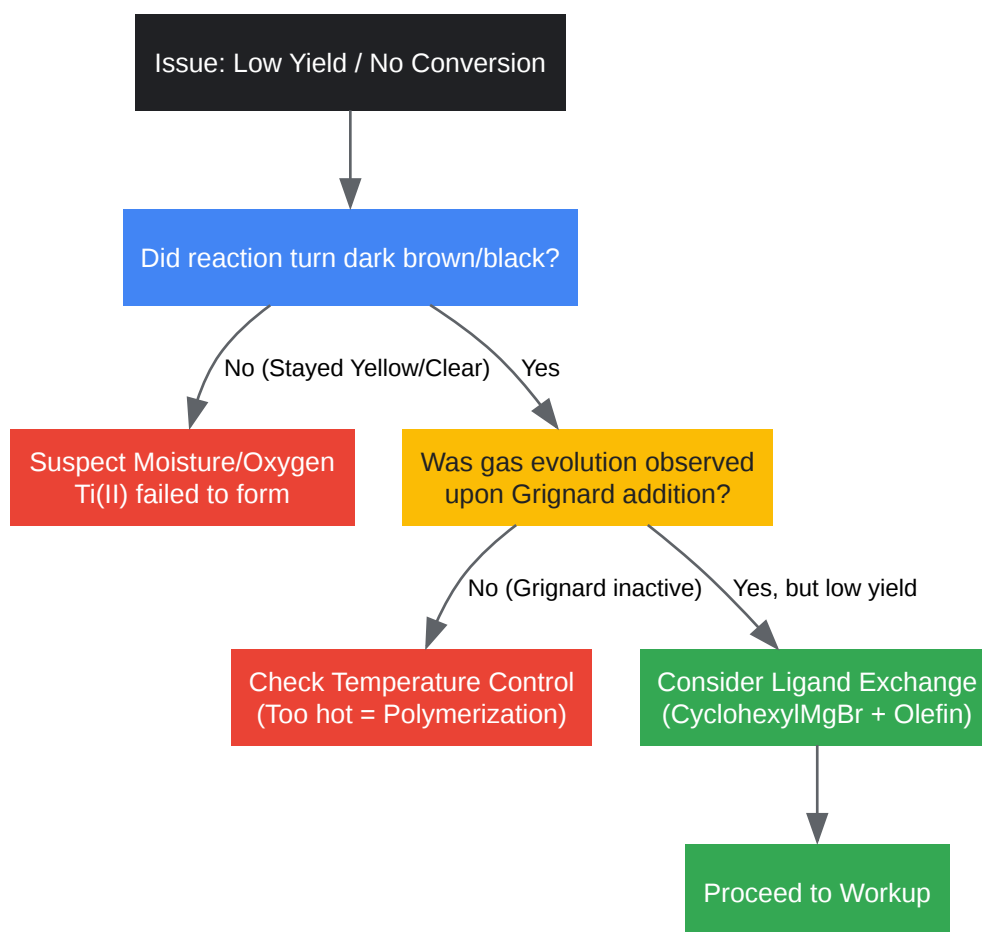 Issue: Low Yield / No Conversion
Did reaction turn dark brown/black?
No (Stayed Yellow/Clear)
Yes
Suspect Moisture/Oxygen
Ti(II) failed to form
Was gas evolution observed
upon Grignard addition?
No (Grignard inactive)
Yes, but low yield
Check Temperature Control
(Too hot = Polymerization)
Consider Ligand Exchange
(CyclohexylMgBr + Olefin)
Proceed to Workup